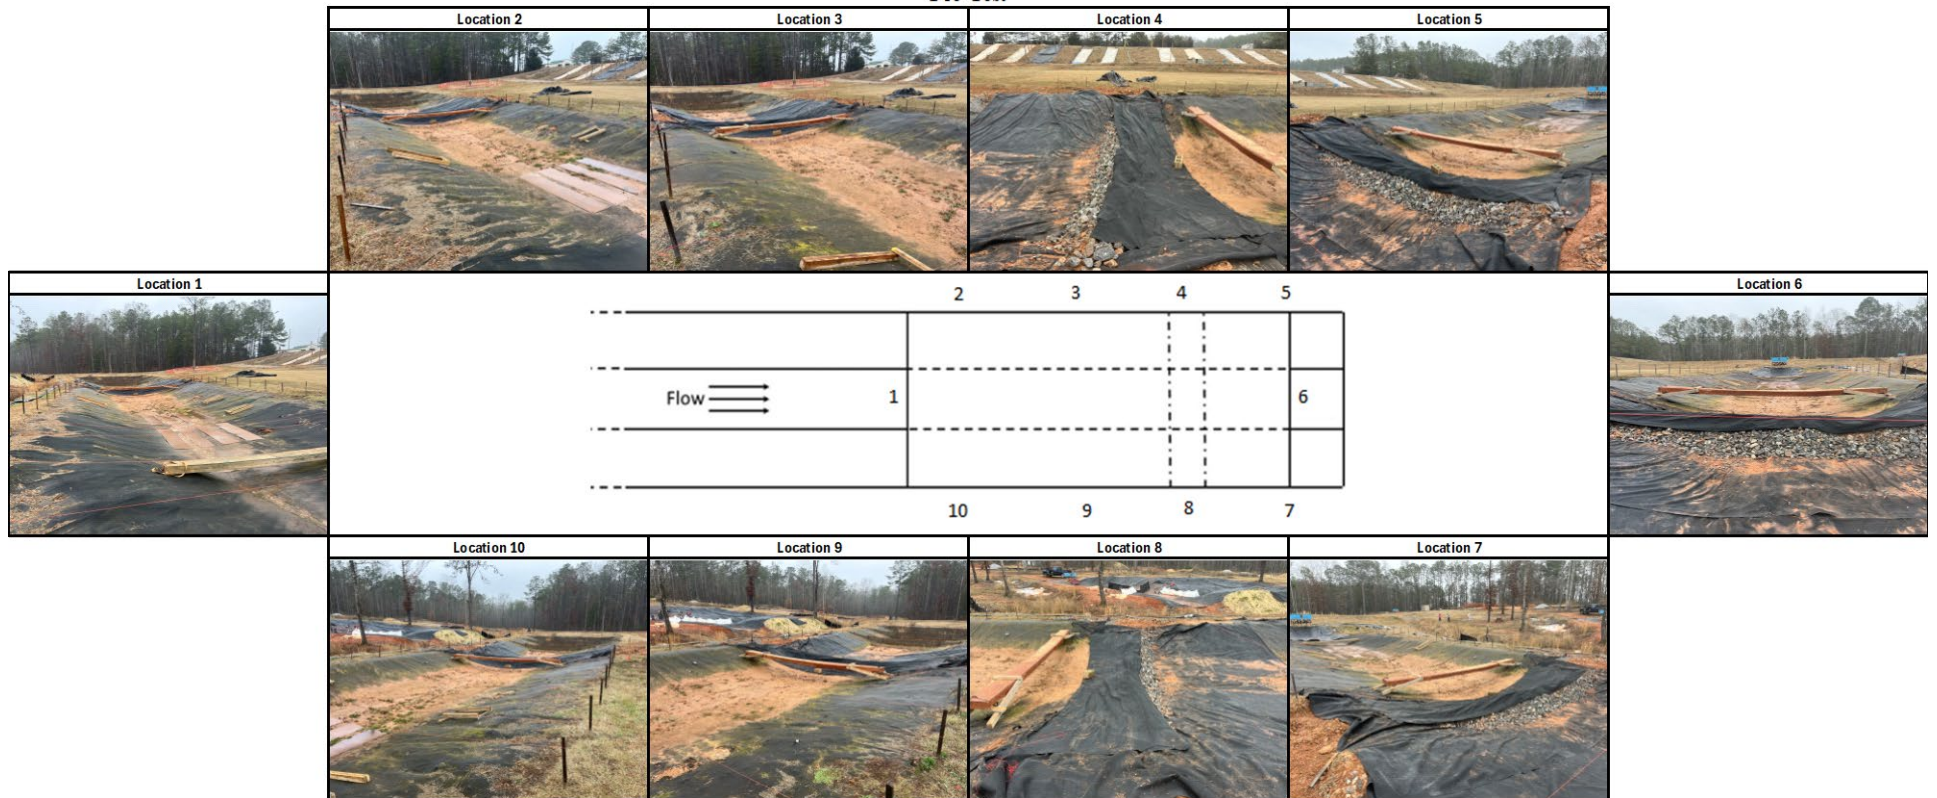 Location 2
Location 3
Location 4
Location 5
Location 1
Location 6
2
3
4
5
Flow
1
6
10
9
8
7
Location 10
Location 9
Location 8
Location 7